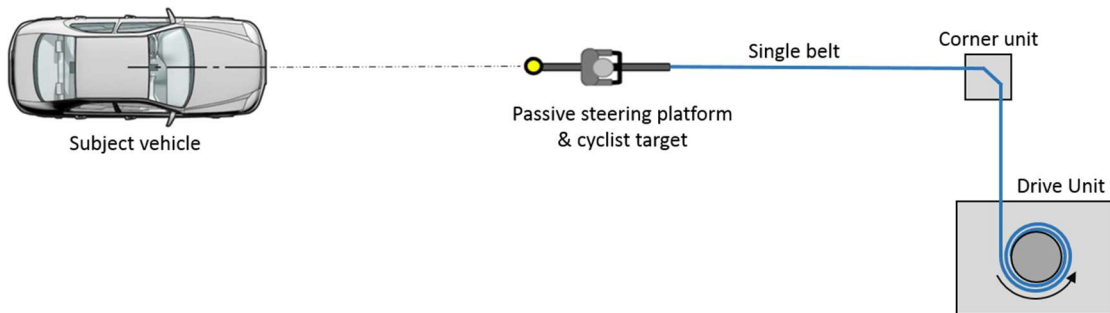 Single belt
Corner unit
Passive steering platform
& cyclist target
Subject vehicle
Drive Unit